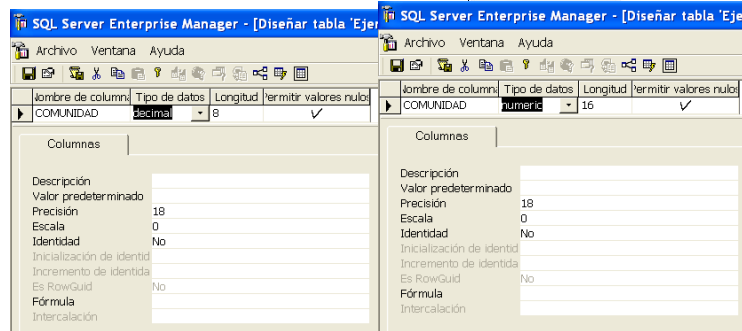 SQL Server Enterprise Manager - [Diseñar tabla 'Ejer
Archivo Ventana Ayuda
Nombre de columna Tipo de datos Longitud Permitir valores nulos
COMUNIDAD decimal 8
Columnas
Descripción
Valor predeterminado
Precisión 18
Escala 0
Identidad No
Inicialización de identid
Incremento de identida
Es RowGuid No
Fórmula
Intercalación
SQL Server Enterprise Manager - [Diseñar tabla 'Eje
Archivo Ventana Ayuda
Nombre de columna Tipo de datos Longitud Permitir valores nulos
COMUNIDAD numeric 16
Columnas
Descripción
Valor predeterminado
Precisión 18
Escala 0
Identidad No
Inicialización de identid
Incremento de identida
Es RowGuid No
Fórmula
Intercalación